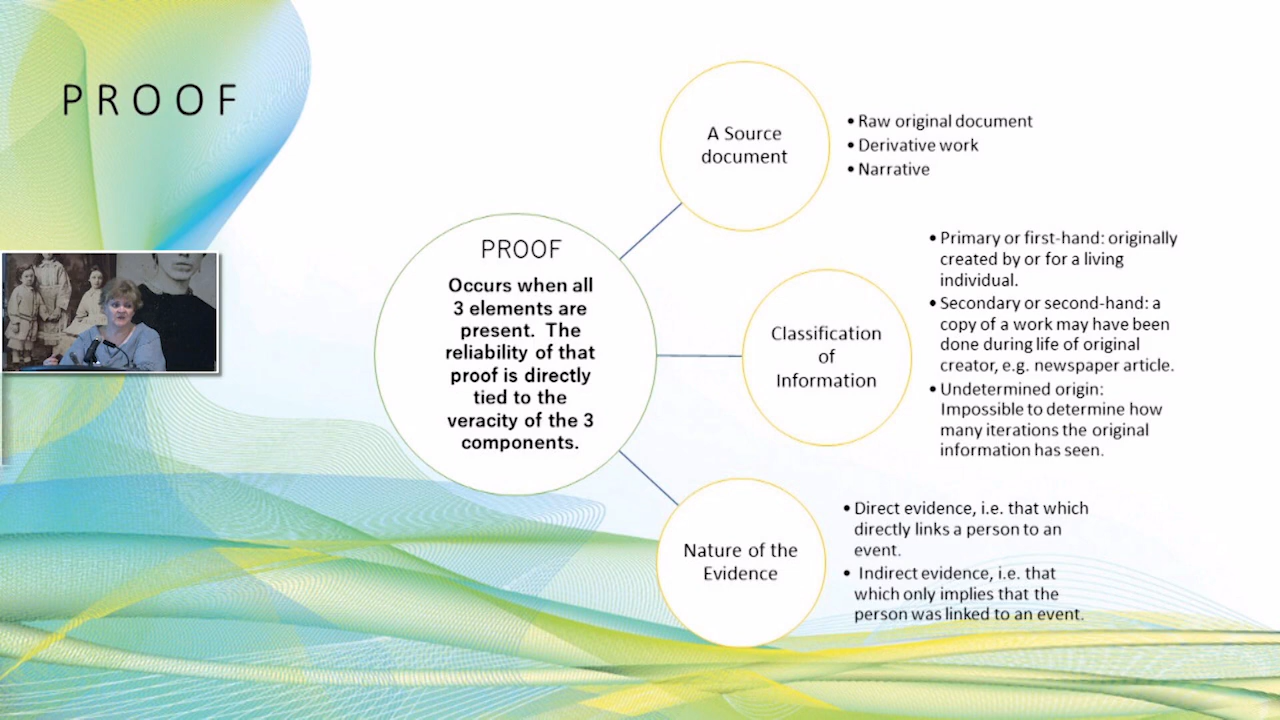 PROOF
PROOF
Occurs when all
3 elements are
present. The
reliability of that
proof is directly
tied to the
veracity of the 3
components.
A Source
document
• Raw original document
• Derivative work
• Narrative
Classification
of
Information
• Primary or first-hand: originally
created by or for a living
individual.
• Secondary or second-hand: a
copy of a work may have been
done during life of original
creator, e.g. newspaper article.
• Undetermined origin:
Impossible to determine how
many iterations the original
information has seen.
Nature of the
Evidence
• Direct evidence, i.e. that which
directly links a person to an
event.
• Indirect evidence, i.e. that
which only implies that the
person was linked to an event.